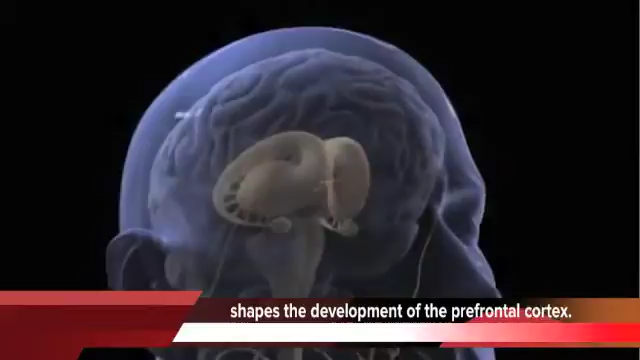 shapes the development of the prefrontal cortex.